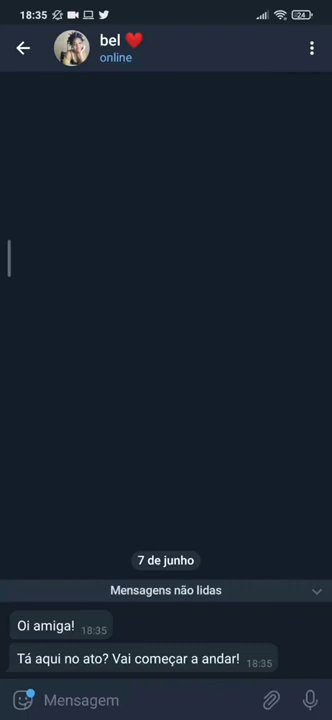 18:35
24
bel ❤️
online
7 de junho
Mensagens não lidas
Oi amiga! 18:35
Tá aqui no ato? Vai começar a andar! 18:35
Mensagem